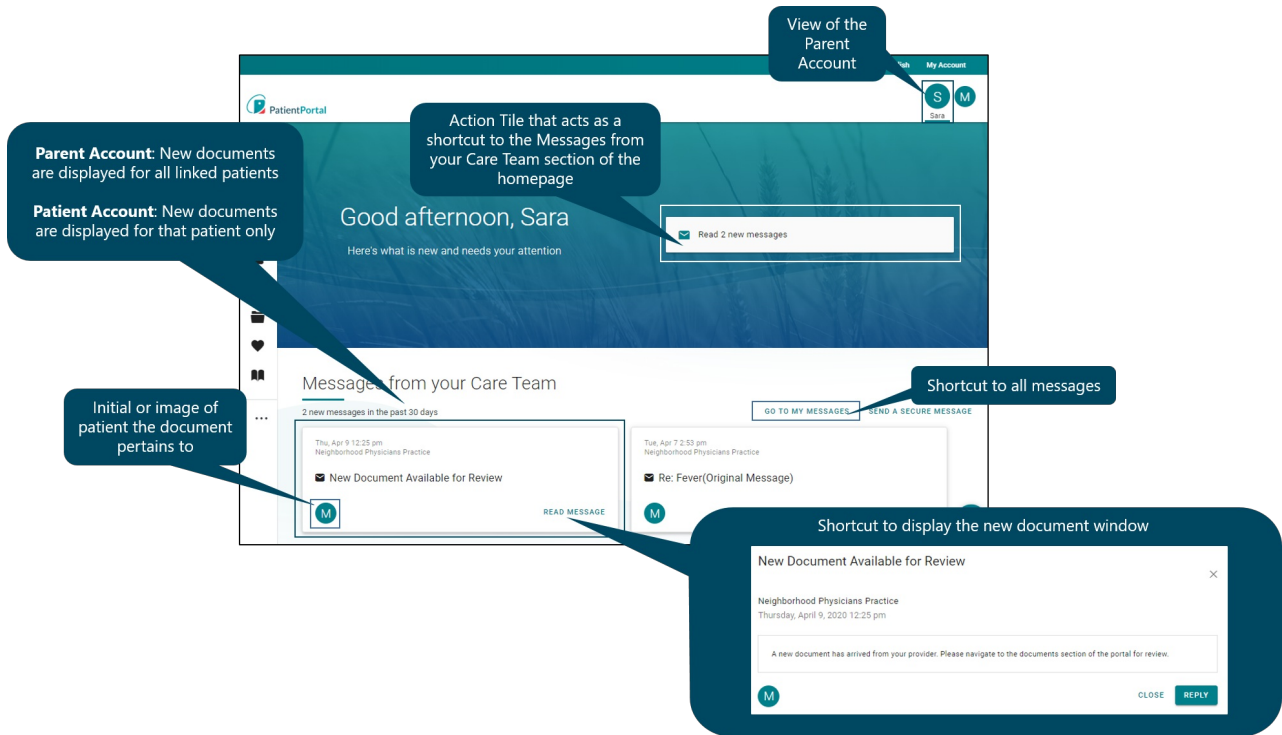 View of the
Parent
Account
My Account
PatientPortal
S
M
Sara
Action Tile that acts as a
shortcut to the Messages from
your Care Team section of the
homepage
Parent Account: New documents
are displayed for all linked patients
Patient Account: New documents
are displayed for that patient only
Good afternoon, Sara
Here's what is new and needs your attention
Read 2 new messages
Messages from your Care Team
2 new messages in the past 30 days
Shortcut to all messages
GO TO MY MESSAGES
SEND A SECURE MESSAGE
Initial or image of
patient the document
pertains to
Thu, Apr 9 12:25 pm
Neighborhood Physicians Practice
New Document Available for Review
M
READ MESSAGE
Tue, Apr 7 2:53 pm
Neighborhood Physicians Practice
Re: Fever(Original Message)
M
Shortcut to display the new document window
New Document Available for Review
Neighborhood Physicians Practice
Thursday, April 9, 2020 12:25 pm
A new document has arrived from your provider. Please navigate to the documents section of the portal for review.
M
CLOSE
REPLY